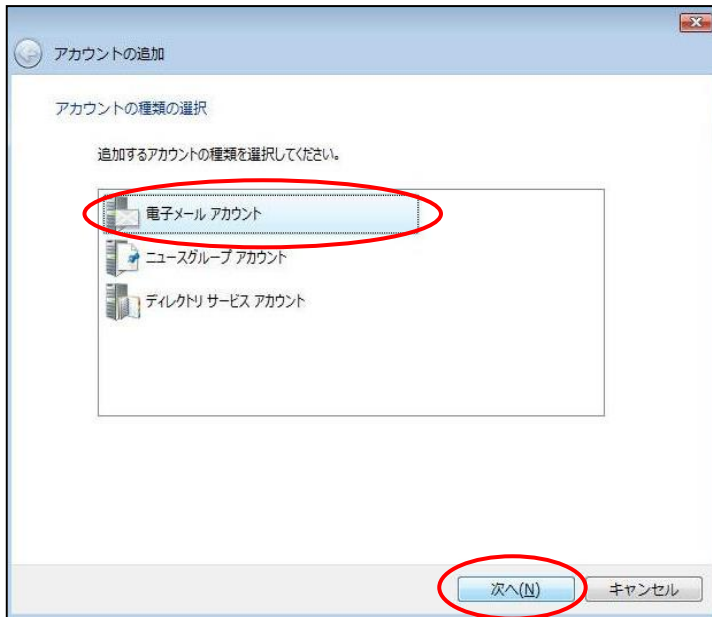 アカウントの追加
アカウントの種類の選択
追加するアカウントの種類を選択してください。
電子メール アカウント
ニュースグループ アカウント
ディレクトリ サービス アカウント
次へ(N) キャンセル